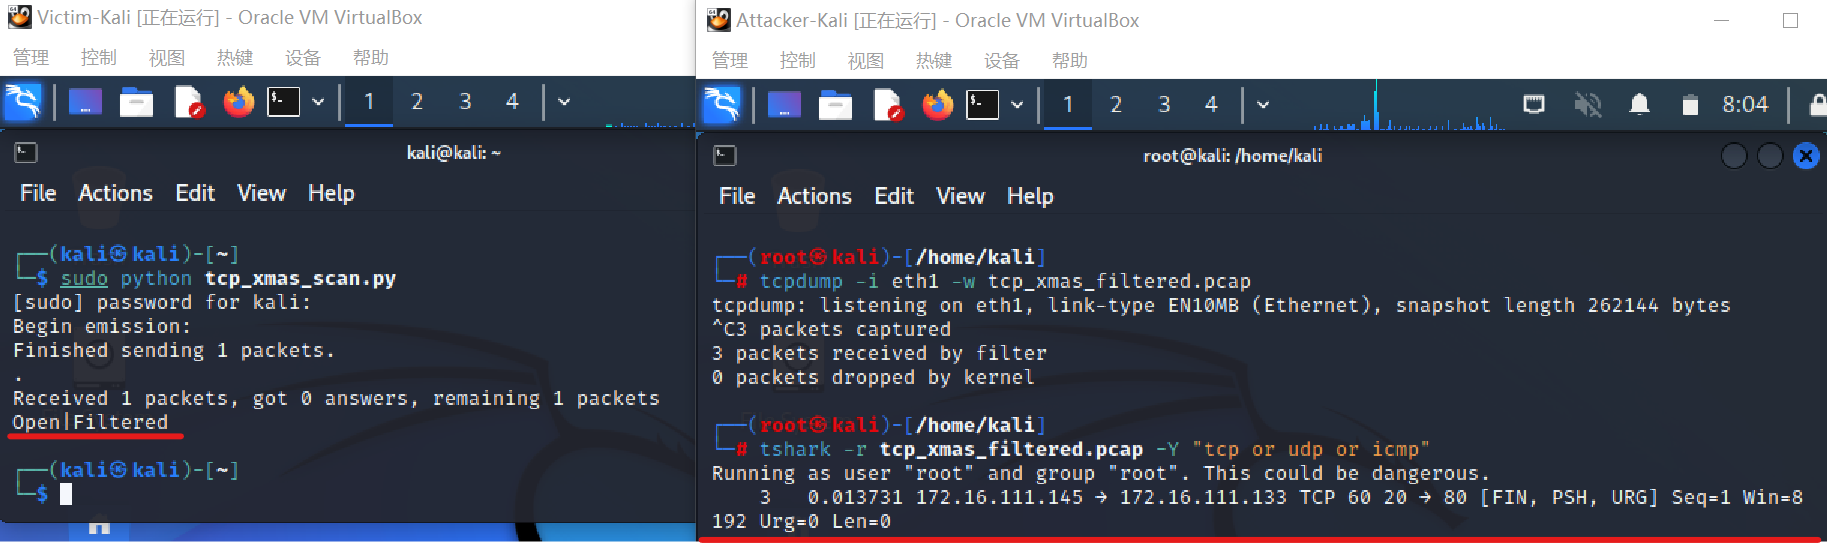 Victim-Kali [正在运行] - Oracle VM VirtualBox
管理 控制 视图 热键 设备 帮助
1 2 3 4
kali@kali: ~
File Actions Edit View Help
┌──(kali㉿kali)-[~]
└─$ sudo python tcp_xmas_scan.py
[sudo] password for kali:
Begin emission:
Finished sending 1 packets.
.
Received 1 packets, got 0 answers, remaining 1 packets
Open|Filtered
┌──(kali㉿kali)-[~]
└─$
Attacker-Kali [正在运行] - Oracle VM VirtualBox
管理 控制 视图 热键 设备 帮助
1 2 3 4 8:04
root@kali: /home/kali
File Actions Edit View Help
┌──(root㉿kali)-[/home/kali]
└─# tcpdump -i eth1 -w tcp_xmas_filtered.pcap
tcpdump: listening on eth1, link-type EN10MB (Ethernet), snapshot length 262144 bytes
^C3 packets captured
3 packets received by filter
0 packets dropped by kernel
┌──(root㉿kali)-[/home/kali]
└─# tshark -r tcp_xmas_filtered.pcap -Y "tcp or udp or icmp"
Running as user "root" and group "root". This could be dangerous.
3 0.013731 172.16.111.145 → 172.16.111.133 TCP 60 20 → 80 [FIN, PSH, URG] Seq=1 Win=8
192 Urg=0 Len=0